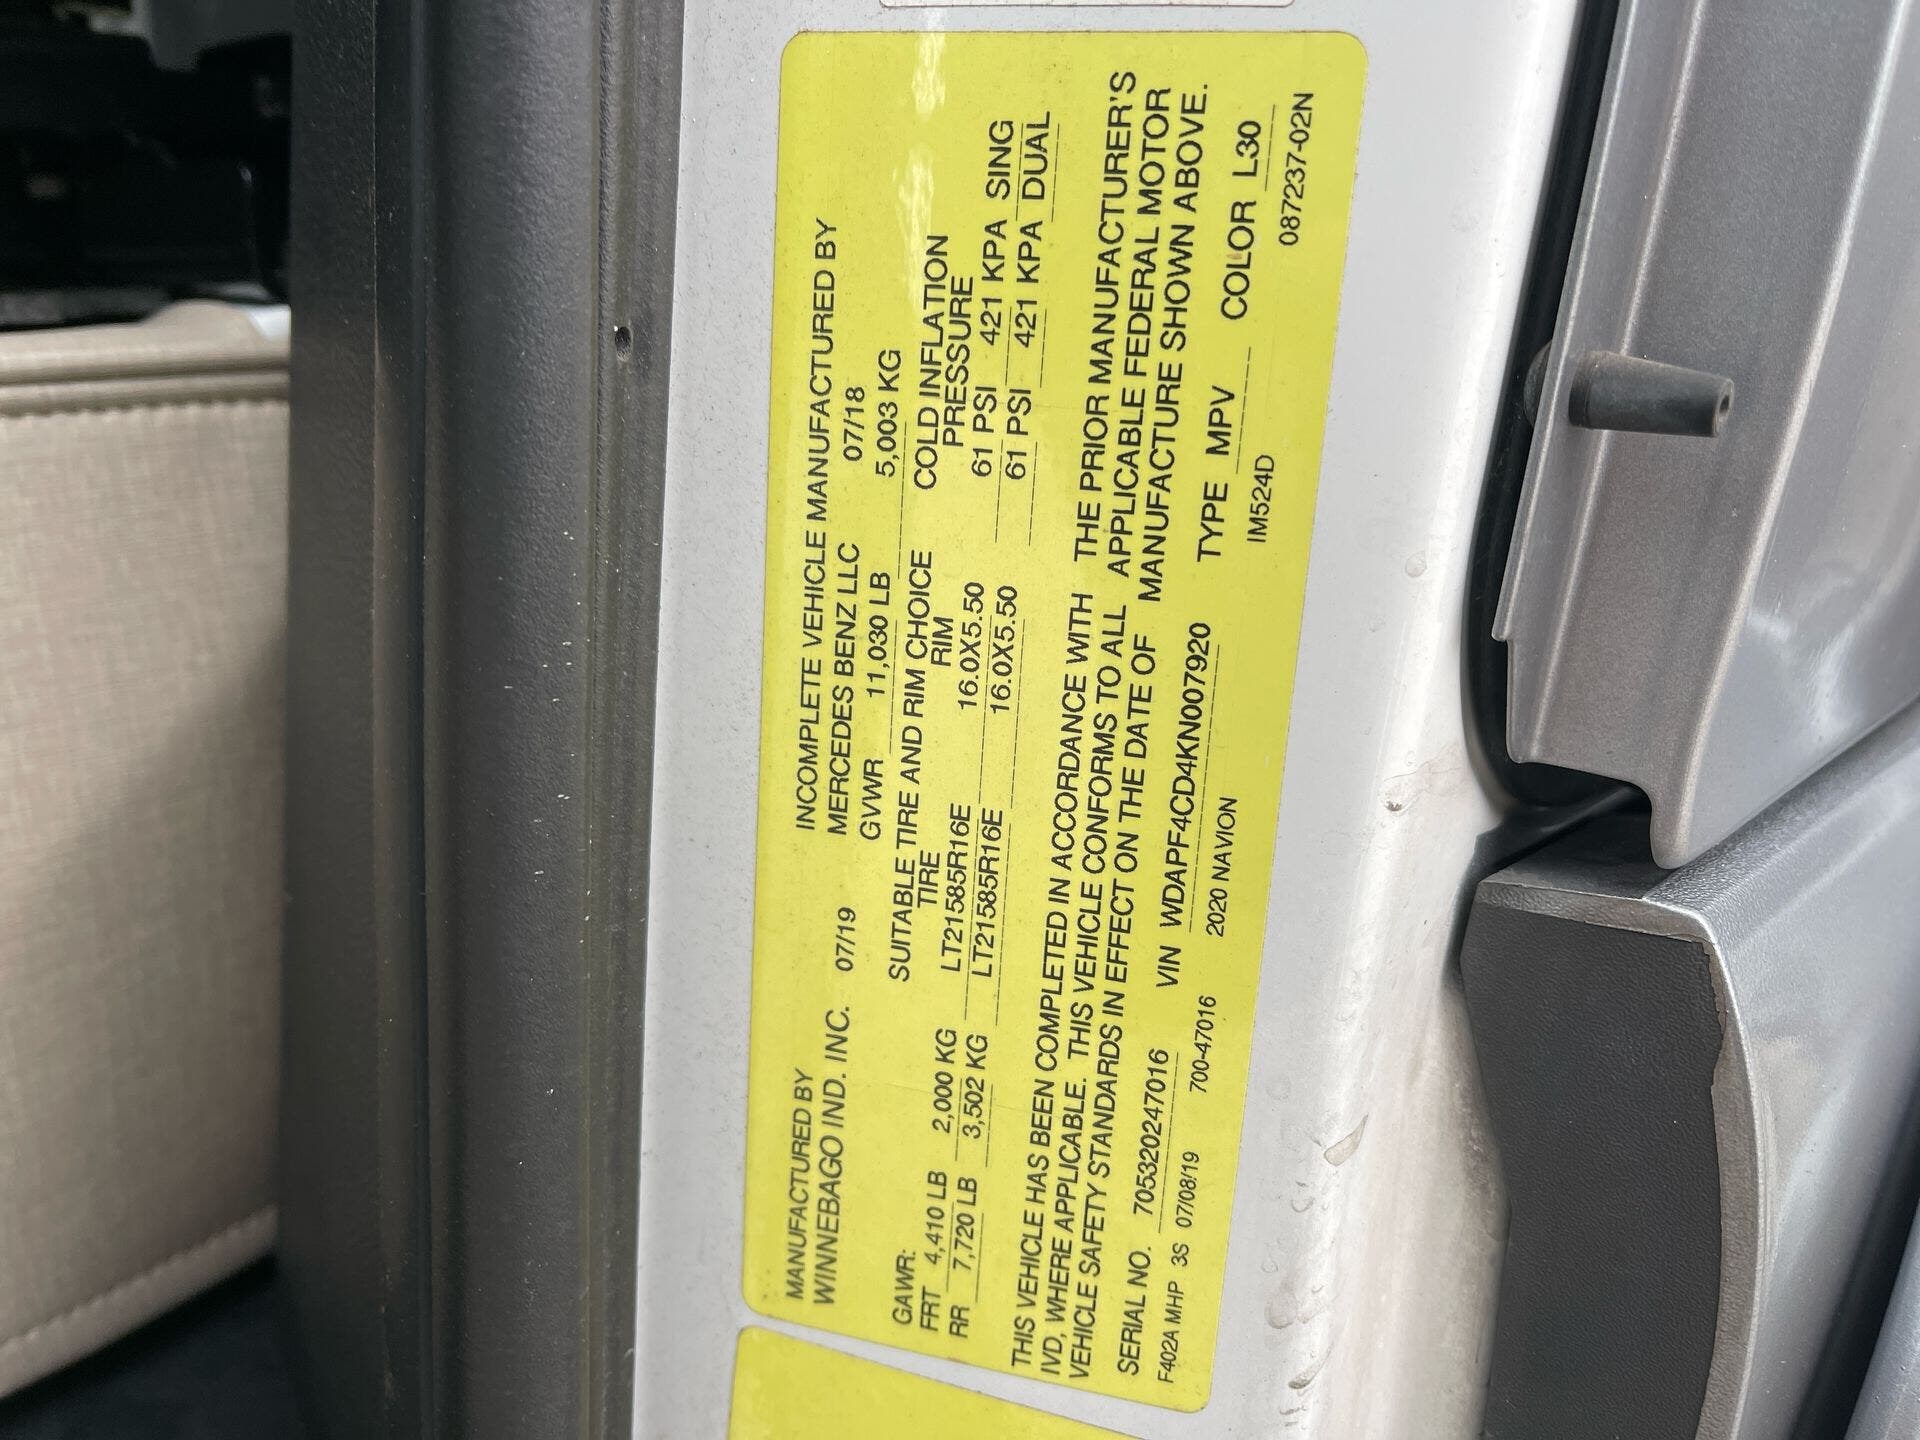 MANUFACTURED BY INCOMPLETE VEHICLE MANUFACTURED BY
WINNEBAGO IND. INC. 07/19 MERCEDES BENZ LLC 07/18
GVWR 11,030 LB 5,003 KG
GAWR: SUITABLE TIRE AND RIM CHOICE COLD INFLATION
TIRE RIM PRESSURE
FRT 4,410 LB 2,000 KG LT21585R16E 16.0X5.50 61 PSI 421 KPA SING
RR 7,720 LB 3,502 KG LT21585R16E 16.0X5.50 61 PSI 421 KPA DUAL
THIS VEHICLE HAS BEEN COMPLETED IN ACCORDANCE WITH THE PRIOR MANUFACTURER'S
IVD, WHERE APPLICABLE. THIS VEHICLE CONFORMS TO ALL APPLICABLE FEDERAL MOTOR
VEHICLE SAFETY STANDARDS IN EFFECT ON THE DATE OF MANUFACTURE SHOWN ABOVE.
SERIAL NO. 70532020247016 VIN WDAPF4CD4KN007920 TYPE MPV COLOR L30
F402A MHP 3S 07/08/19 700-47016 2020 NAVION IM524D 087237-02N